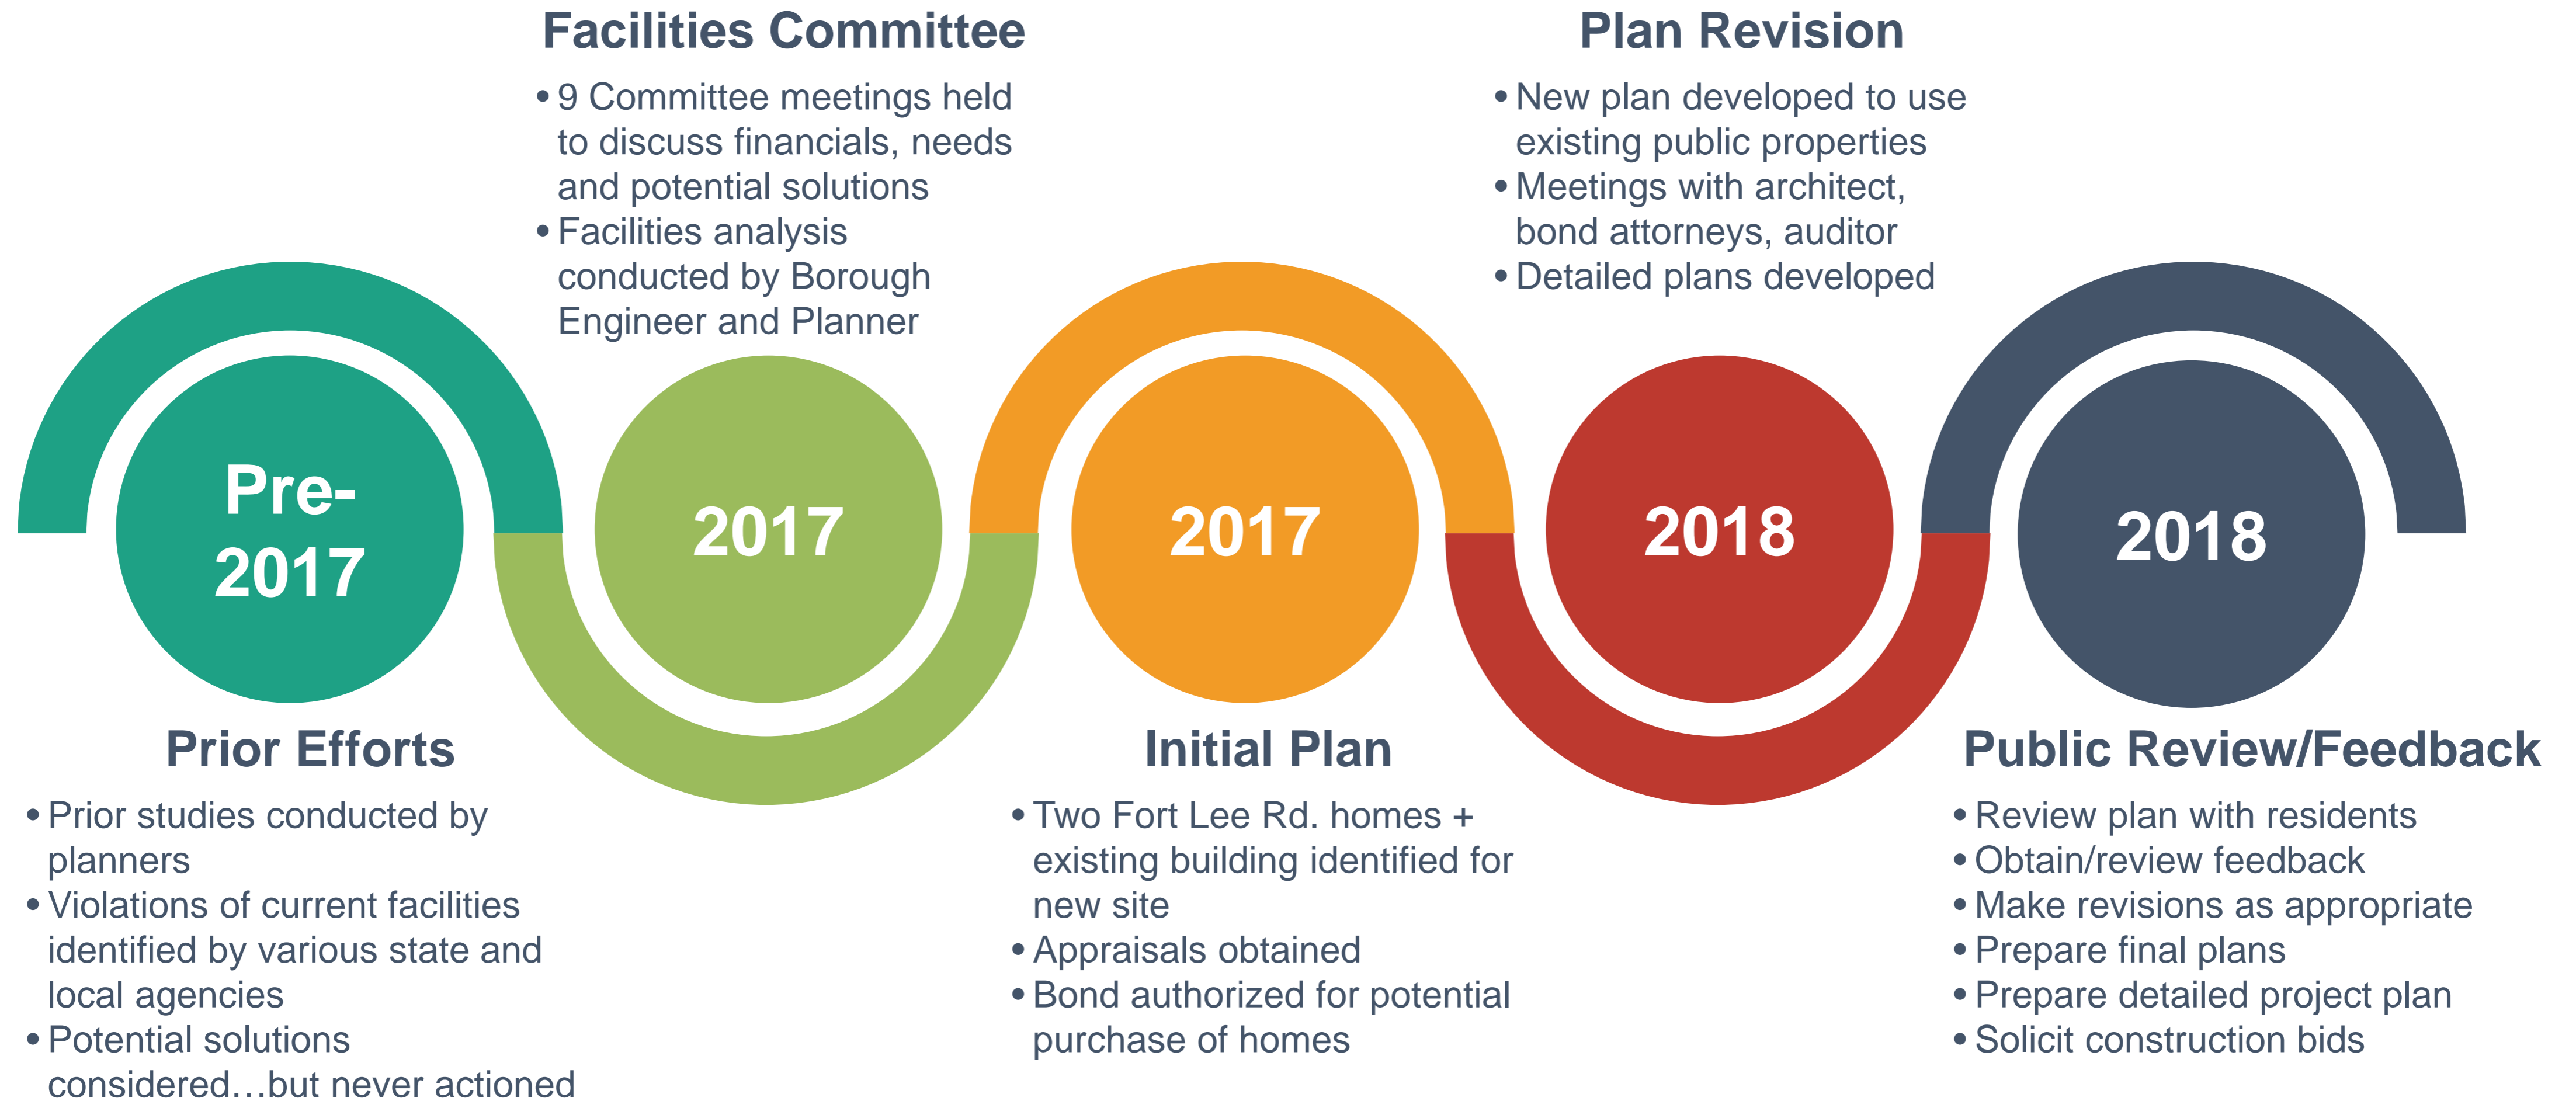 Pre-
2017
Prior Efforts
• Prior studies conducted by
planners
• Violations of current facilities
identified by various state and
local agencies
• Potential solutions
considered…but never actioned
Facilities Committee
• 9 Committee meetings held
to discuss financials, needs
and potential solutions
• Facilities analysis
conducted by Borough
Engineer and Planner
2017
2017
Initial Plan
• Two Fort Lee Rd. homes +
existing building identified for
new site
• Appraisals obtained
• Bond authorized for potential
purchase of homes
Plan Revision
• New plan developed to use
existing public properties
• Meetings with architect,
bond attorneys, auditor
• Detailed plans developed
2018
2018
Public Review/Feedback
• Review plan with residents
• Obtain/review feedback
• Make revisions as appropriate
• Prepare final plans
• Prepare detailed project plan
• Solicit construction bids